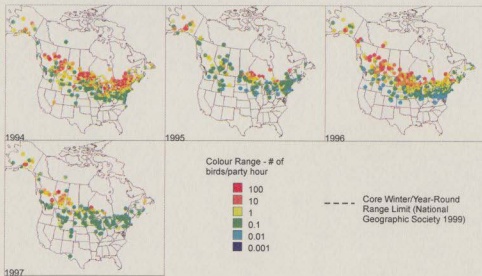 1994
1995
1996
1997
Colour Range - # of
birds/party hour
100
10
1
0.1
0.01
0.001
Core Winter/Year-Round
Range Limit (National
Geographic Society 1999)